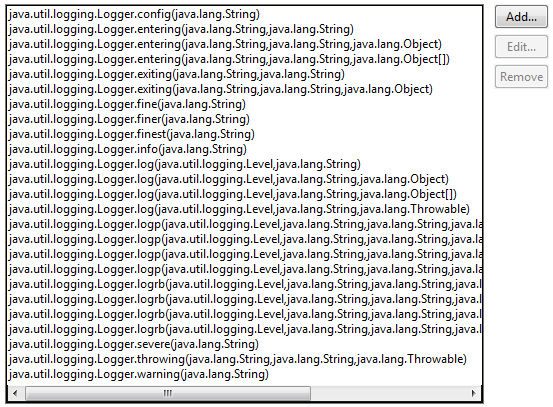 java.util.logging.Logger.config(java.lang.String)
java.util.logging.Logger.entering(java.lang.String,java.lang.String)
java.util.logging.Logger.entering(java.lang.String,java.lang.String,java.lang.Object)
java.util.logging.Logger.entering(java.lang.String,java.lang.String,java.lang.Object[])
java.util.logging.Logger.exiting(java.lang.String,java.lang.String)
java.util.logging.Logger.exiting(java.lang.String,java.lang.String,java.lang.Object)
java.util.logging.Logger.fine(java.lang.String)
java.util.logging.Logger.finer(java.lang.String)
java.util.logging.Logger.finest(java.lang.String)
java.util.logging.Logger.info(java.lang.String)
java.util.logging.Logger.log(java.util.logging.Level,java.lang.String)
java.util.logging.Logger.log(java.util.logging.Level,java.lang.String,java.lang.Object)
java.util.logging.Logger.log(java.util.logging.Level,java.lang.String,java.lang.Object[])
java.util.logging.Logger.log(java.util.logging.Level,java.lang.String,java.lang.Throwable)
java.util.logging.Logger.logp(java.util.logging.Level,java.lang.String,java.lang.String,java.la
java.util.logging.Logger.logp(java.util.logging.Level,java.lang.String,java.lang.String,java.la
java.util.logging.Logger.logp(java.util.logging.Level,java.lang.String,java.lang.String,java.la
java.util.logging.Logger.logp(java.util.logging.Level,java.lang.String,java.lang.String,java.la
java.util.logging.Logger.logrb(java.util.logging.Level,java.lang.String,java.lang.String,java.l
java.util.logging.Logger.logrb(java.util.logging.Level,java.lang.String,java.lang.String,java.l
java.util.logging.Logger.logrb(java.util.logging.Level,java.lang.String,java.lang.String,java.l
java.util.logging.Logger.logrb(java.util.logging.Level,java.lang.String,java.lang.String,java.l
java.util.logging.Logger.severe(java.lang.String)
java.util.logging.Logger.throwing(java.lang.String,java.lang.String,java.lang.Throwable)
java.util.logging.Logger.warning(java.lang.String)
Add...
Edit...
Remove